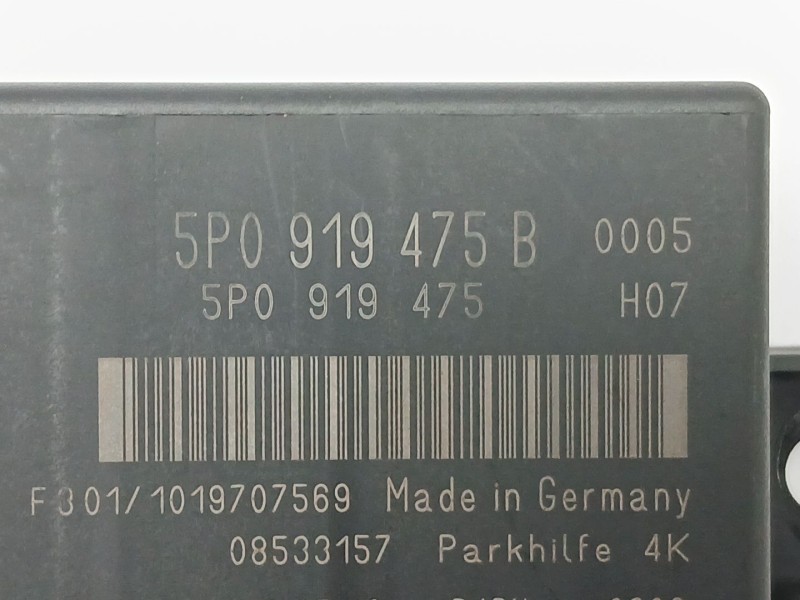 5P0 919 475 B 0005
5P0 919 475 H07
F301/1019707569 Made in Germany
08533157 Parkhilfe 4K